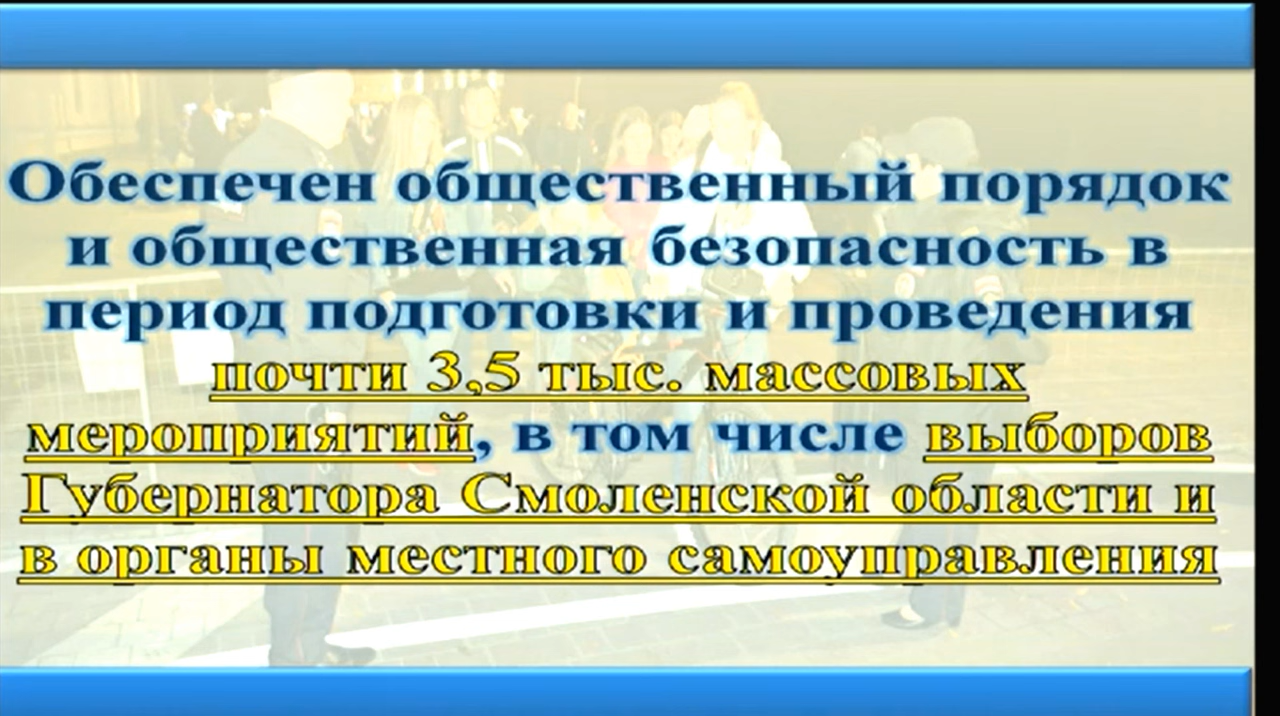 Обеспечен общественный порядок
и общественная безопасность в
период подготовки и проведения
почти 3,5 тыс. массовых
мероприятий, в том числе выборов
Губернатора Смоленской области и
в органы местного самоуправления